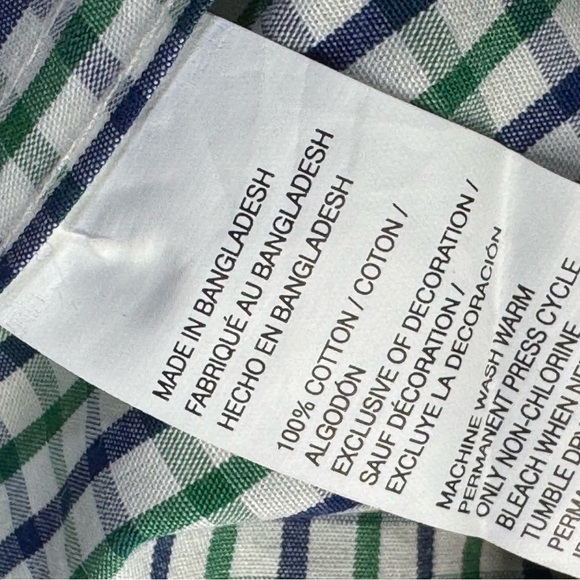 MADE IN BANGLADESH
FABRIQUÉ AU BANGLADESH
HECHO EN BANGLADESH
100% COTTON / COTON /
ALGODÓN
EXCLUSIVE OF DECORATION /
SAUF DÉCORATION /
EXCLUYE LA DECORACIÓN
MACHINE WASH WARM
PERMANENT PRESS CYCLE
ONLY NON-CHLORINE
BLEACH WHEN
TUMBLE